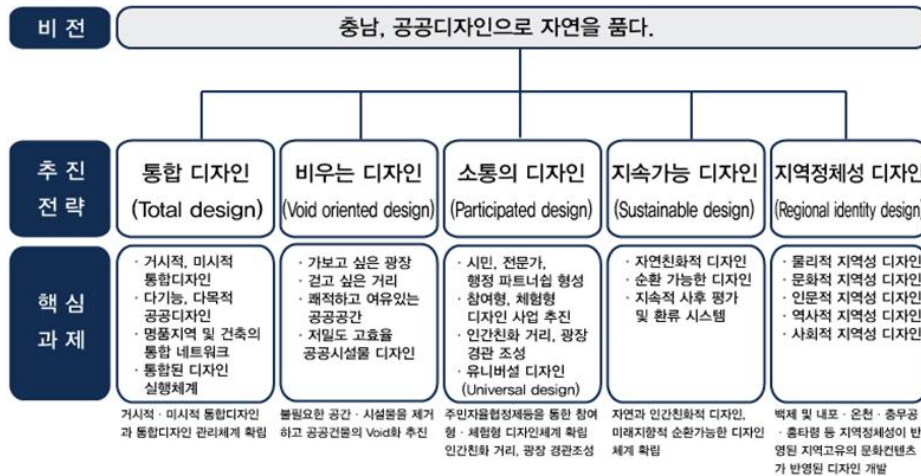 비 전
충남, 공공디자인으로 자연을 품다.
추 진
전 략
통합 디자인
(Total design)
비우는 디자인
(Void oriented design)
소통의 디자인
(Participated design)
지속가능 디자인
(Sustainable design)
지역정체성 디자인
(Regional identity design)
핵 심
과 제
· 거시적, 미시적
통합디자인
· 다기능, 다목적
공공디자인
· 명품지역 및 건축의
통합 네트워크
· 통합된 디자인
실행체계
· 가보고 싶은 광장
· 걷고 싶은 거리
· 쾌적하고 여유있는
공공공간
· 저밀도 고효율
공공시설물 디자인
· 시민, 전문가,
행정 파트너쉽 형성
· 참여형, 체험형
디자인 사업 추진
· 인간친화 거리, 광장
경관 조성
· 유니버설 디자인
(Universal design)
· 자연친화적 디자인
· 순환 가능한 디자인
· 지속적 사후 평가
및 환류 시스템
· 물리적 지역성 디자인
· 문화적 지역성 디자인
· 인문적 지역성 디자인
· 역사적 지역성 디자인
· 사회적 지역성 디자인
거시적 · 미시적 통합디자인
과 통합디자인 관리체계 확립
불필요한 공간 · 시설물을 제거
하고 공공건물의 Void화 추진
주민자율협정제등을 통한 참여
형 · 체험형 디자인체계 확립
인간친화 거리, 광장 경관조성
자연과 인간친화적 디자인,
미래지향적 순환가능한 디자인
체계 확립
백제 및 내포 · 온천 · 충무공
· 흥타령 등 지역정체성이 반
영된 지역고유의 문화컨텐츠
가 반영된 디자인 개발